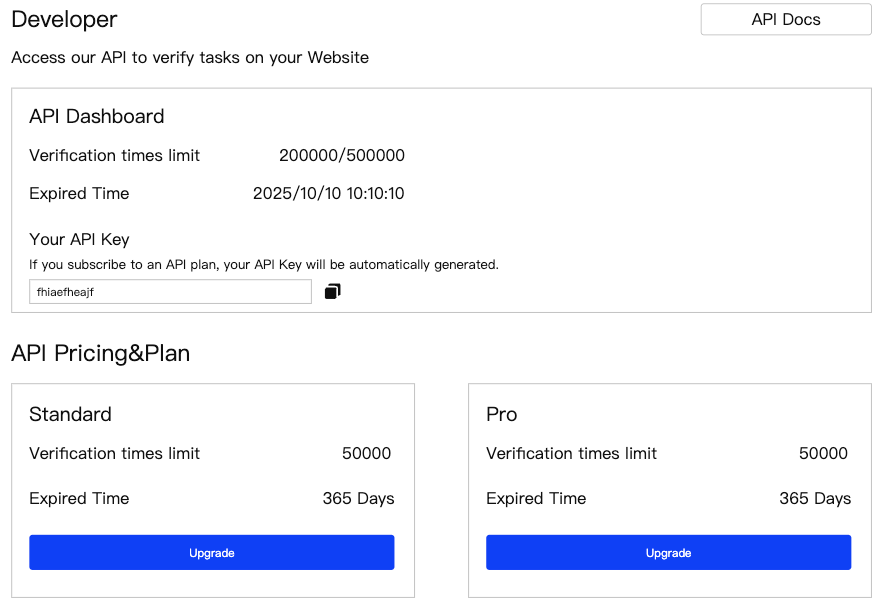 Developer
API Docs
Access our API to verify tasks on your Website
API Dashboard
Verification times limit 200000/500000
Expired Time 2025/10/10 10:10:10
Your API Key
If you subscribe to an API plan, your API Key will be automatically generated.
fhiaefheajf
API Pricing&Plan
Standard
Verification times limit 50000
Expired Time 365 Days
Upgrade
Pro
Verification times limit 50000
Expired Time 365 Days
Upgrade